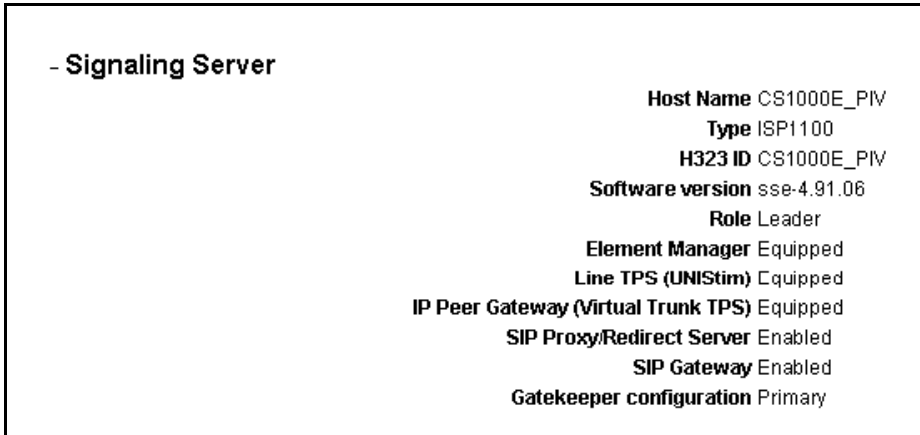 - Signaling Server
Host Name CS1000E_PIV
Type ISP1100
H323 ID CS1000E_PIV
Software version sse-4.91.06
Role Leader
Element Manager Equipped
Line TPS (UNIStim) Equipped
IP Peer Gateway (Virtual Trunk TPS) Equipped
SIP Proxy/Redirect Server Enabled
SIP Gateway Enabled
Gatekeeper configuration Primary